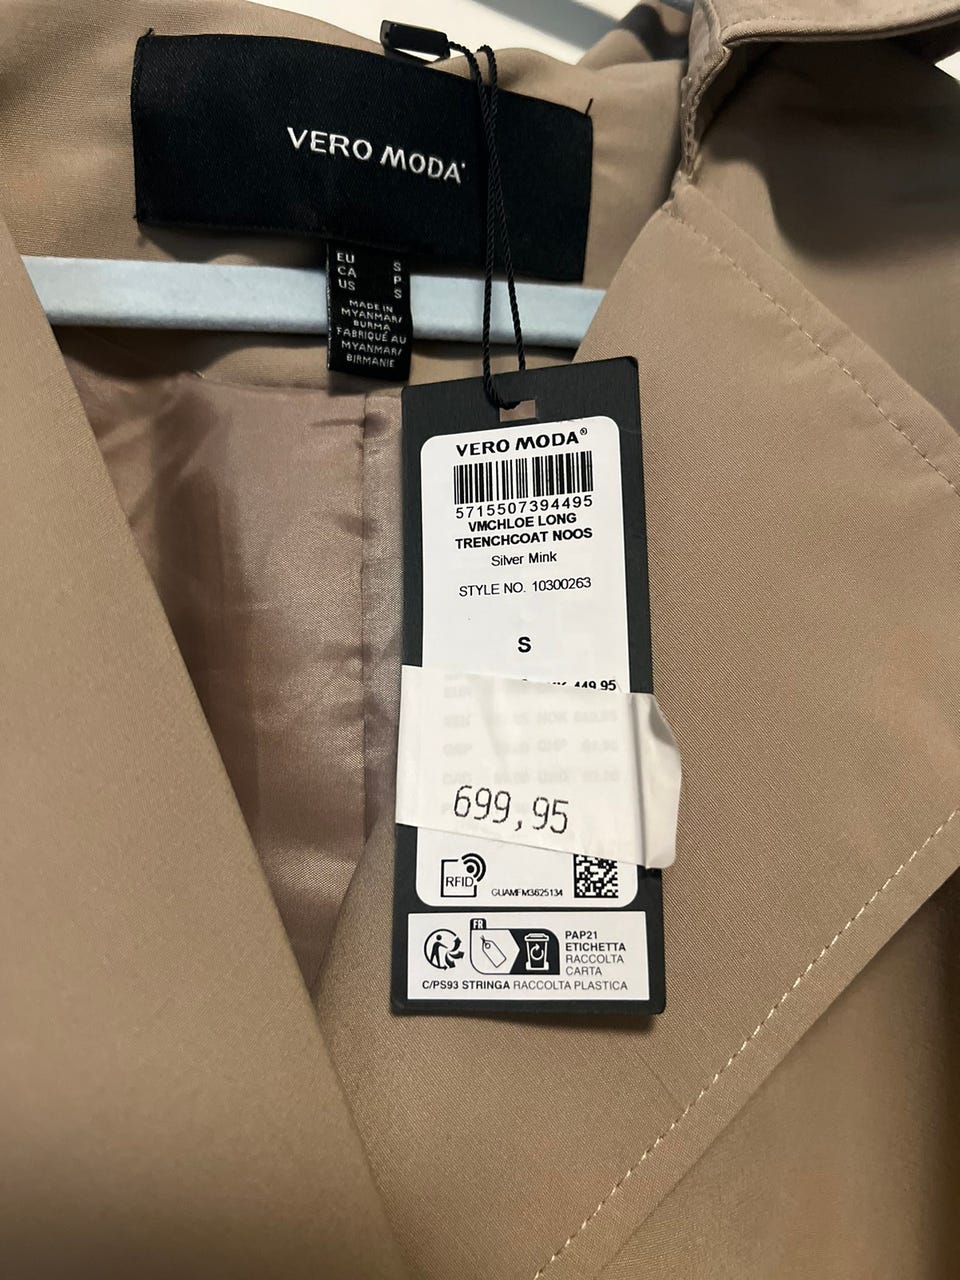 VERO MODA
EU S
CA P
US S
MADE IN
MYANMAR/
BURMA
FABRIQUÉ AU
MYANMAR/
BIRMANIE
VERO MODA®
5715507394495
VMCHLOE LONG
TRENCHCOAT NOOS
Silver Mink
STYLE NO. 10300263
S
449.95
699,95
RFID
GUAMFM3625134
FR
PAP21
ETICHETTA
RACCOLTA
CARTA
C/PS93 STRINGA RACCOLTA PLASTICA